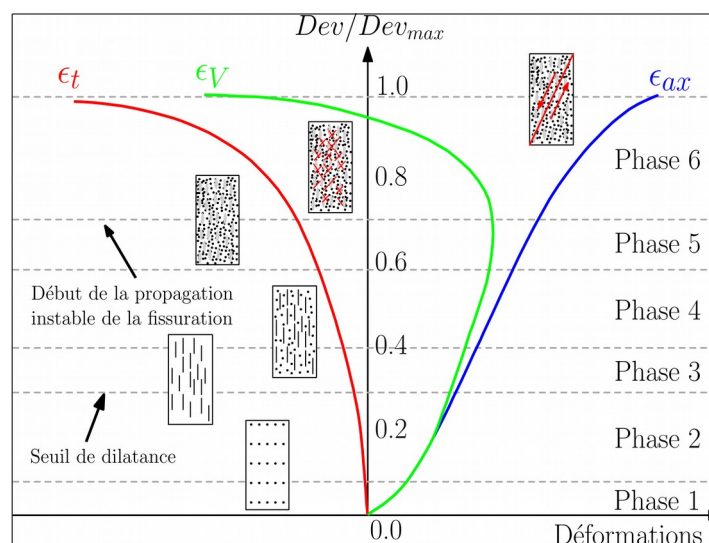 Dev/Dev_max
ϵ_t
ϵ_V
ϵ_ax
1.0
Phase 6
0.8
Phase 5
0.6
Début de la propagation
instable de la fissuration
Phase 4
0.4
Phase 3
0.2
Phase 2
Seuil de dilatance
Phase 1
0.0
Déformations